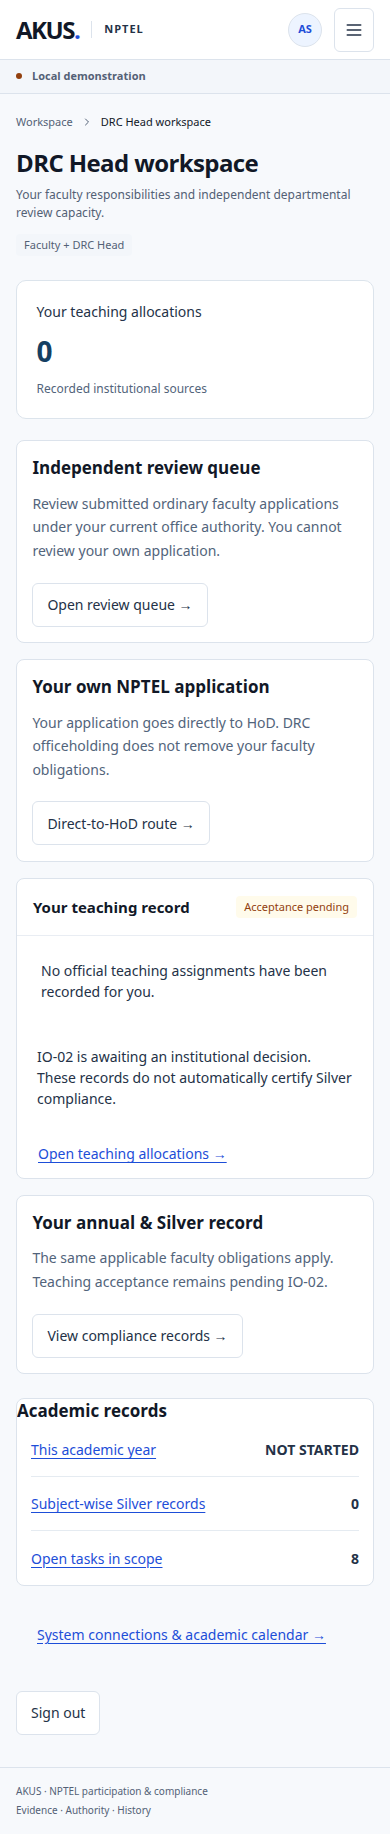 AKUS. NPTEL AS
Local demonstration
Workspace > DRC Head workspace
DRC Head workspace
Your faculty responsibilities and independent departmental
review capacity.
Faculty + DRC Head
Your teaching allocations
0
Recorded institutional sources
Independent review queue
Review submitted ordinary faculty applications
under your current office authority. You cannot
review your own application.
Open review queue →
Your own NPTEL application
Your application goes directly to HoD. DRC
officeholding does not remove your faculty
obligations.
Direct-to-HoD route →
Your teaching record Acceptance pending
No official teaching assignments have been
recorded for you.
IO-02 is awaiting an institutional decision.
These records do not automatically certify Silver
compliance.
Open teaching allocations →
Your annual & Silver record
The same applicable faculty obligations apply.
Teaching acceptance remains pending IO-02.
View compliance records →
Academic records
This academic year NOT STARTED
Subject-wise Silver records 0
Open tasks in scope 8
System connections & academic calendar →
Sign out
AKUS · NPTEL participation & compliance
Evidence · Authority · History